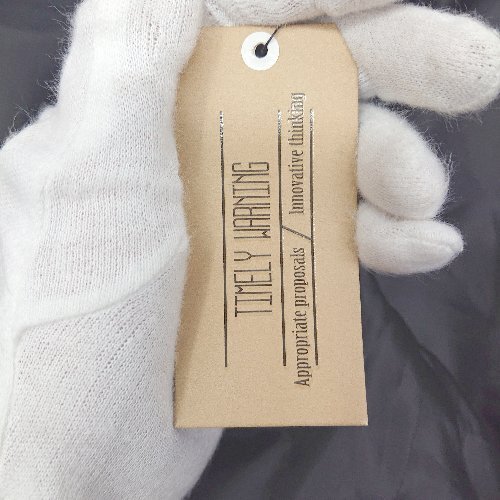 TIMELY WARNING
Appropriate proposals / Innovative thinking